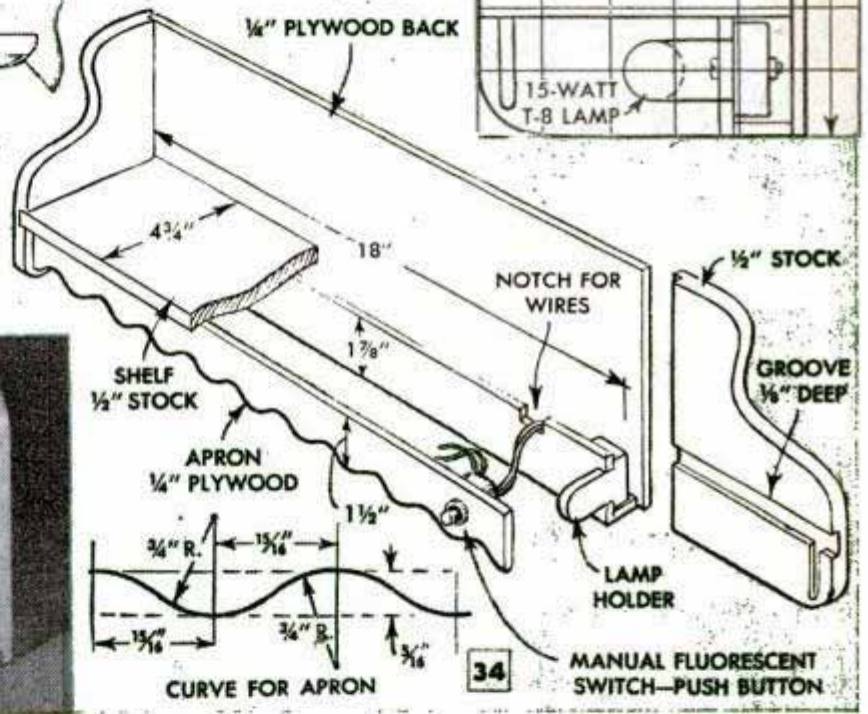 ⅛" PLYWOOD BACK
15-WATT
T-8 LAMP
4¾"
18"
½" STOCK
NOTCH FOR
WIRES
1⅞"
GROOVE
⅛" DEEP
SHELF
½" STOCK
APRON
¼" PLYWOOD
1½"
¾" R.
15/16"
LAMP
HOLDER
15/16"
¾" R.
5/16"
CURVE FOR APRON
34
MANUAL FLUORESCENT
SWITCH—PUSH BUTTON